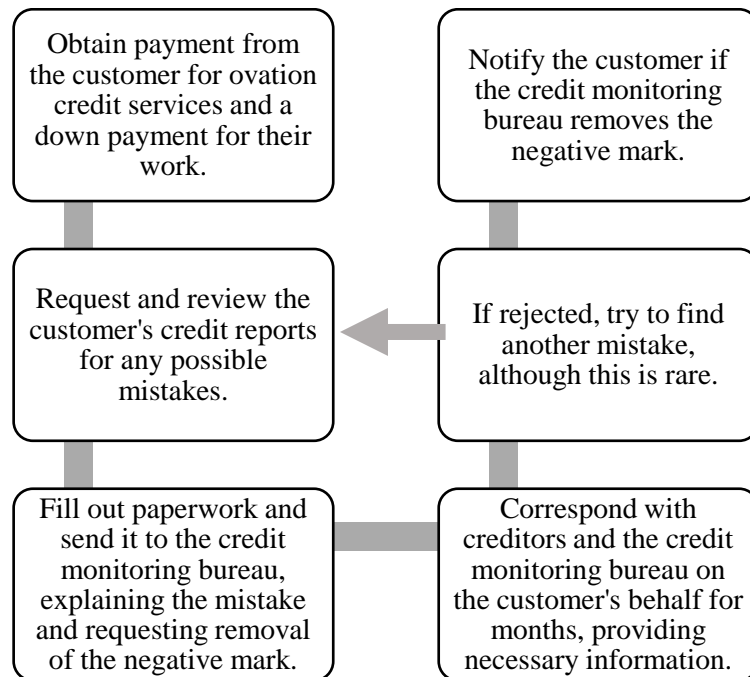 Obtain payment from
the customer for ovation
credit services and a
down payment for their
work.
Request and review the
customer's credit reports
for any possible
mistakes.
Fill out paperwork and
send it to the credit
monitoring bureau,
explaining the mistake
and requesting removal
of the negative mark.
Correspond with
creditors and the credit
monitoring bureau on
the customer's behalf for
months, providing
necessary information.
If rejected, try to find
another mistake,
although this is rare.
Notify the customer if
the credit monitoring
bureau removes the
negative mark.